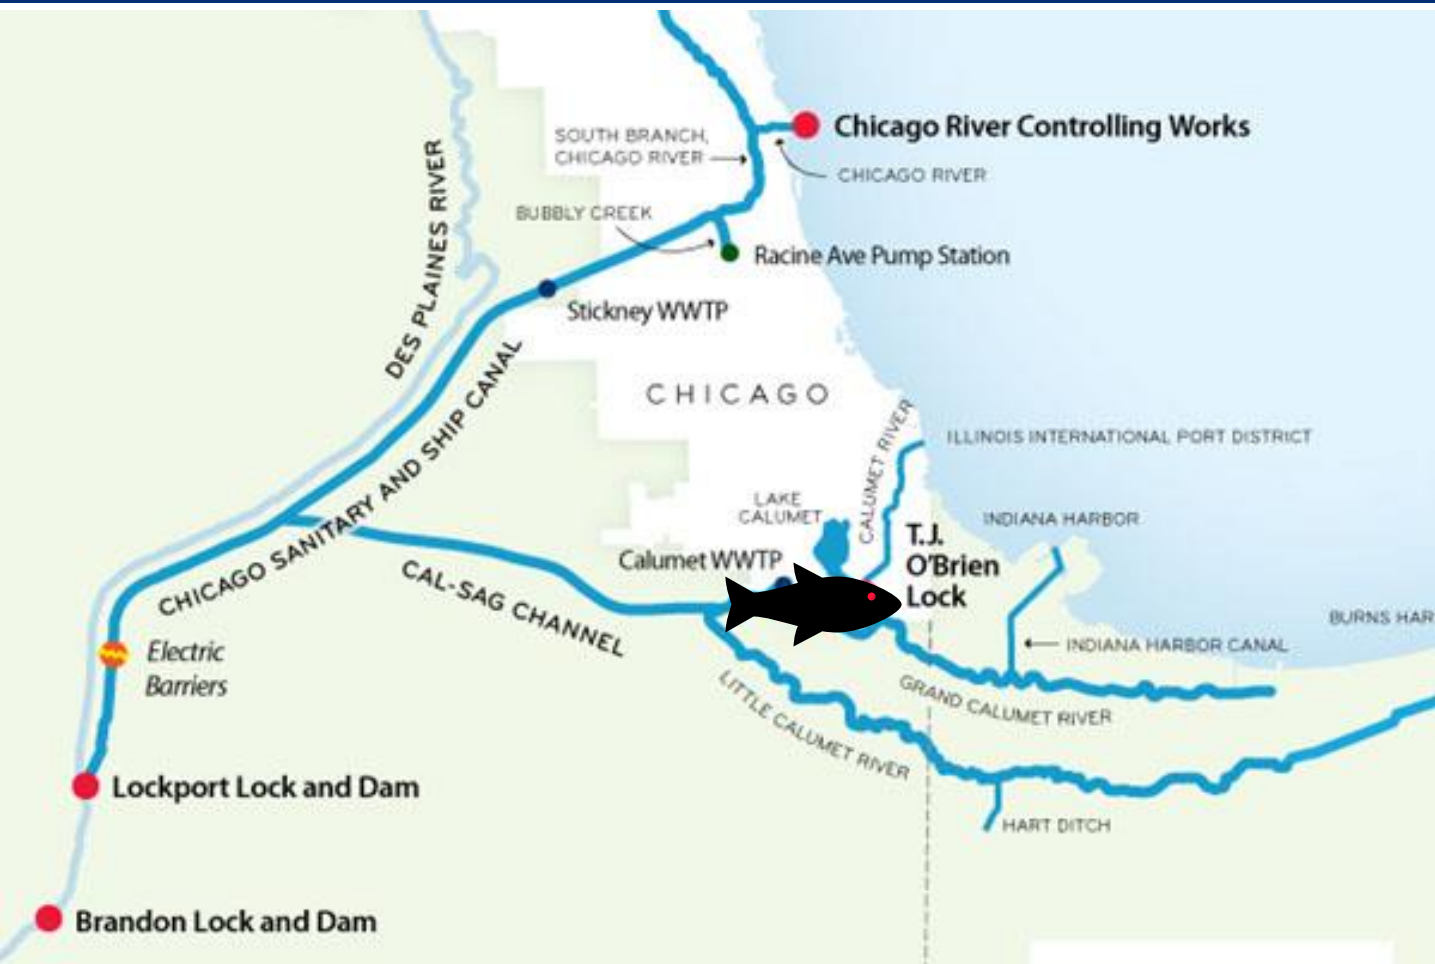 Chicago River Controlling Works
SOUTH BRANCH,
CHICAGO RIVER
CHICAGO RIVER
DES PLAINES RIVER
BUBBLY CREEK
Racine Ave Pump Station
Stickney WWTP
CHICAGO SANITARY AND SHIP CANAL
CHICAGO
CALUMET RIVER
ILLINOIS INTERNATIONAL PORT DISTRICT
LAKE
CALUMET
INDIANA HARBOR
T.J.
O'Brien
Lock
Calumet WWTP
CAL-SAG CHANNEL
BURNS HAR
INDIANA HARBOR CANAL
Electric
Barriers
GRAND CALUMET RIVER
LITTLE CALUMET RIVER
Lockport Lock and Dam
HART DITCH
Brandon Lock and Dam